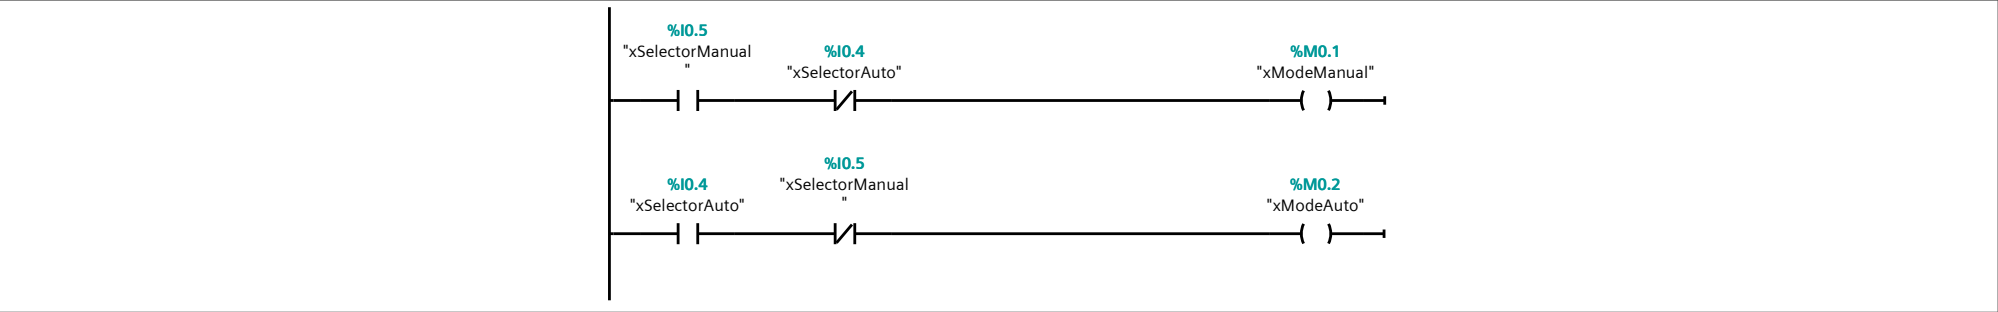 %I0.5
"xSelectorManual
"
%I0.4
"xSelectorAuto"
%M0.1
"xModeManual"
%I0.4
"xSelectorAuto"
%I0.5
"xSelectorManual
"
%M0.2
"xModeAuto"